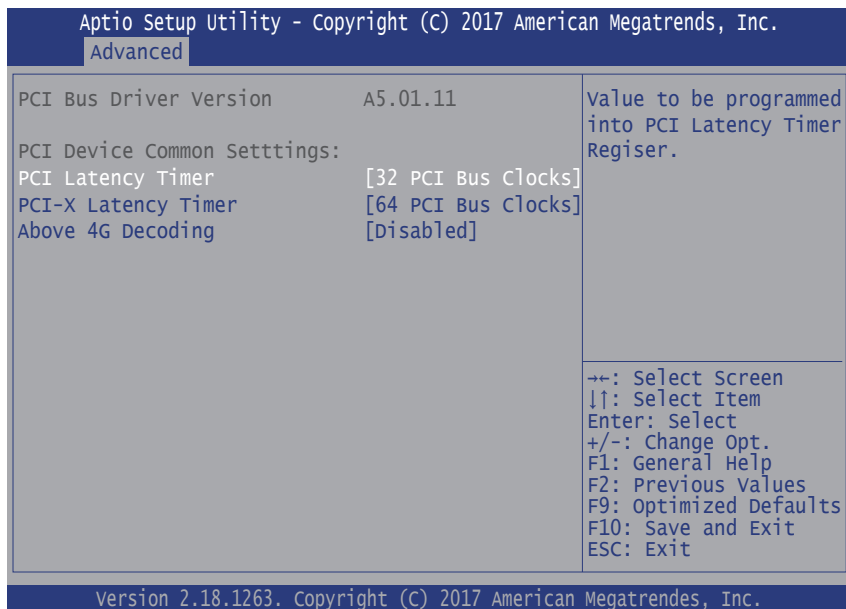 Aptio Setup Utility - Copyright (C) 2017 American Megatrends, Inc.
Advanced
PCI Bus Driver Version A5.01.11
PCI Device Common Setttings:
PCI Latency Timer [32 PCI Bus Clocks]
PCI-X Latency Timer [64 PCI Bus Clocks]
Above 4G Decoding [Disabled]
Value to be programmed
into PCI Latency Timer
Regiser.
→←: Select Screen
↓↑: Select Item
Enter: Select
+/-: Change Opt.
F1: General Help
F2: Previous Values
F9: Optimized Defaults
F10: Save and Exit
ESC: Exit
Version 2.18.1263. Copyright (C) 2017 American Megatrendes, Inc.